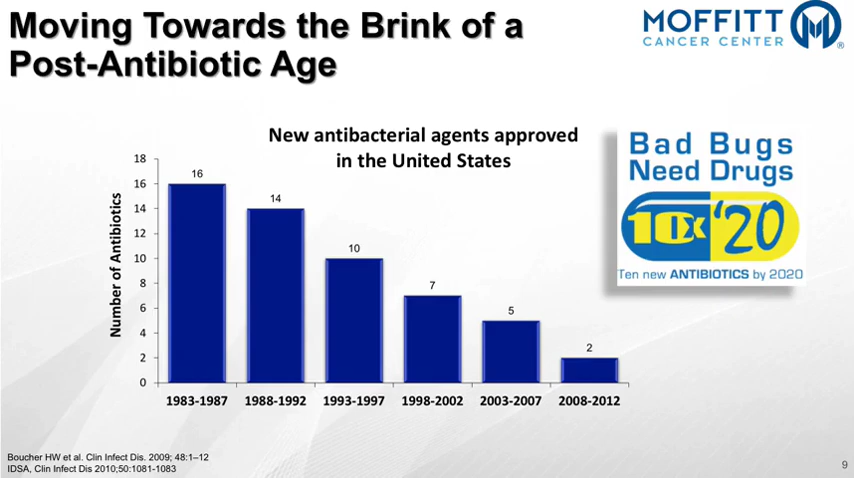 Moving Towards the Brink of a
Post-Antibiotic Age
MOFFITT
CANCER CENTER
®
New antibacterial agents approved
in the United States
Number of Antibiotics
18
16
14
12
10
8
6
4
2
0
16
14
10
7
5
2
1983-1987
1988-1992
1993-1997
1998-2002
2003-2007
2008-2012
Bad Bugs
Need Drugs
10x '20
Ten new ANTIBIOTICS by 2020
Boucher HW et al. Clin Infect Dis. 2009; 48:1–12
IDSA, Clin Infect Dis 2010;50:1081-1083
9